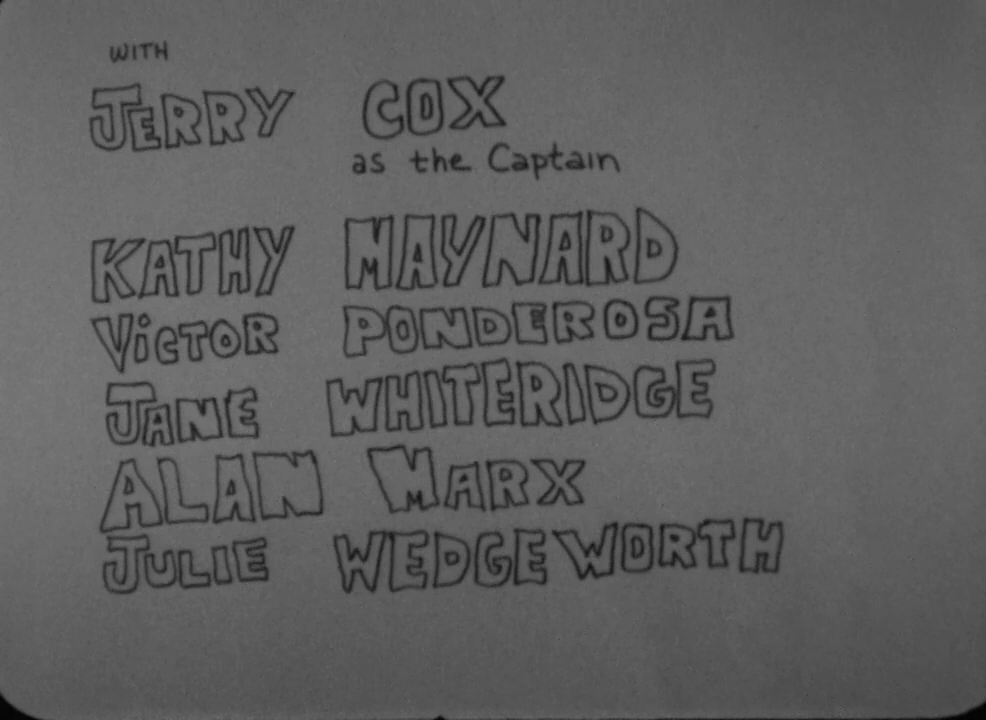 WITH
JERRY COX
as the Captain
KATHY MAYNARD
ViCTOR PONDEROSA
JANE WHITERIDGE
ALAN MARX
JULIE WEDGEWORTH